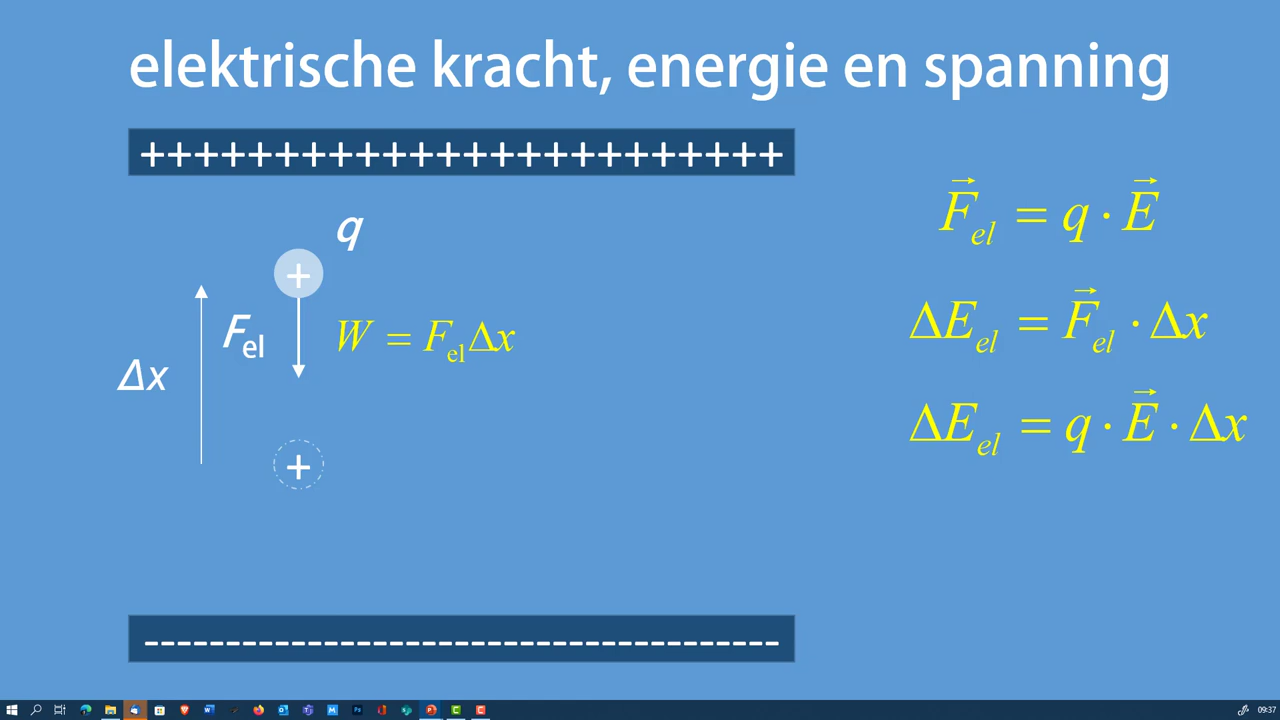 elektrische kracht, energie en spanning
++++++++++++++++++++++++
q
+
F⃗el = q · E⃗
Fel
W = FelΔx
ΔEel = F⃗el · Δx
Δx
ΔEel = q · E⃗ · Δx
+
---------------------------------------
09:37